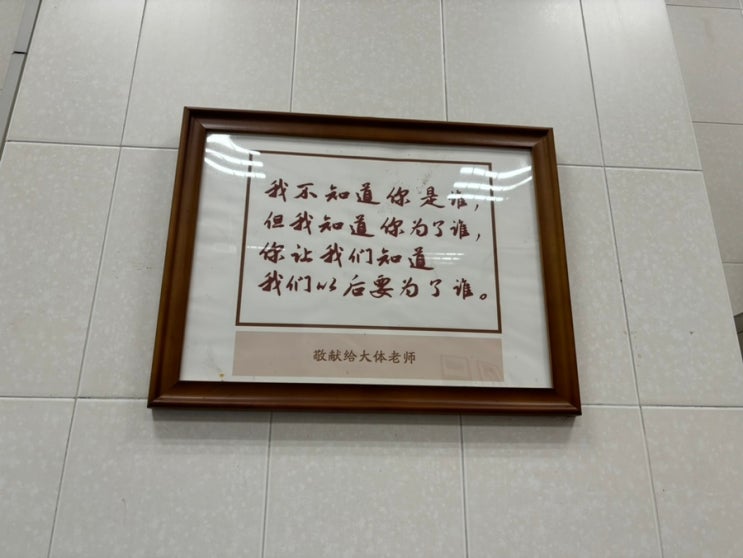 我不知道你是谁，
但我知道你为了谁，
你让我们知道
我们以后要为了谁。
敬献给大体老师